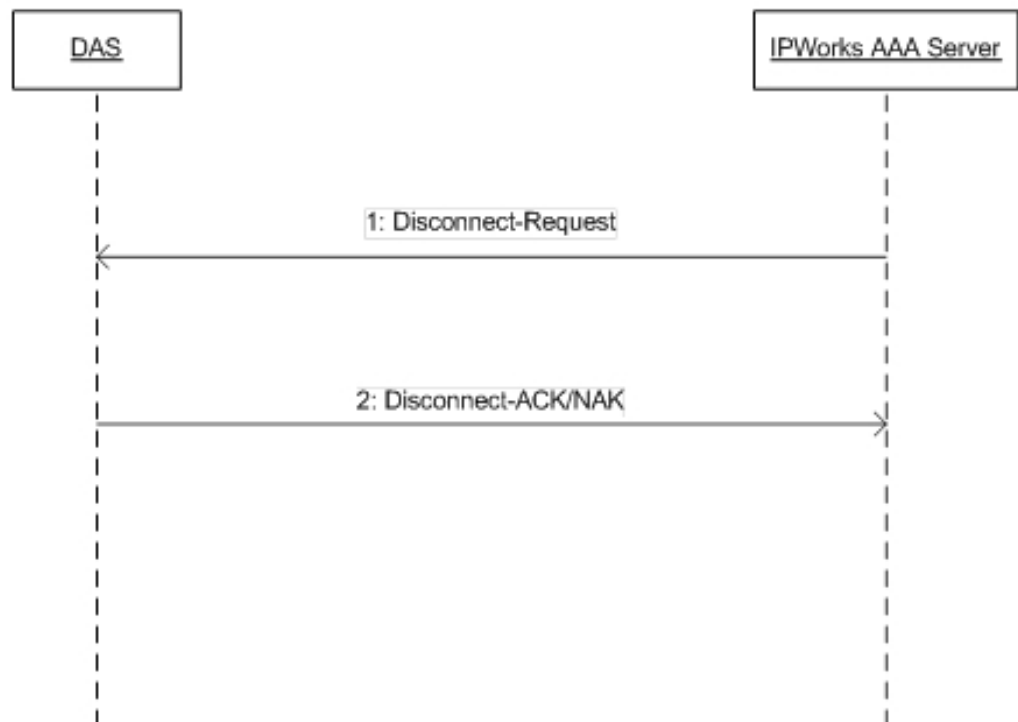 DAS
IPWorks AAA Server
1: Disconnect-Request
2: Disconnect-ACK/NAK